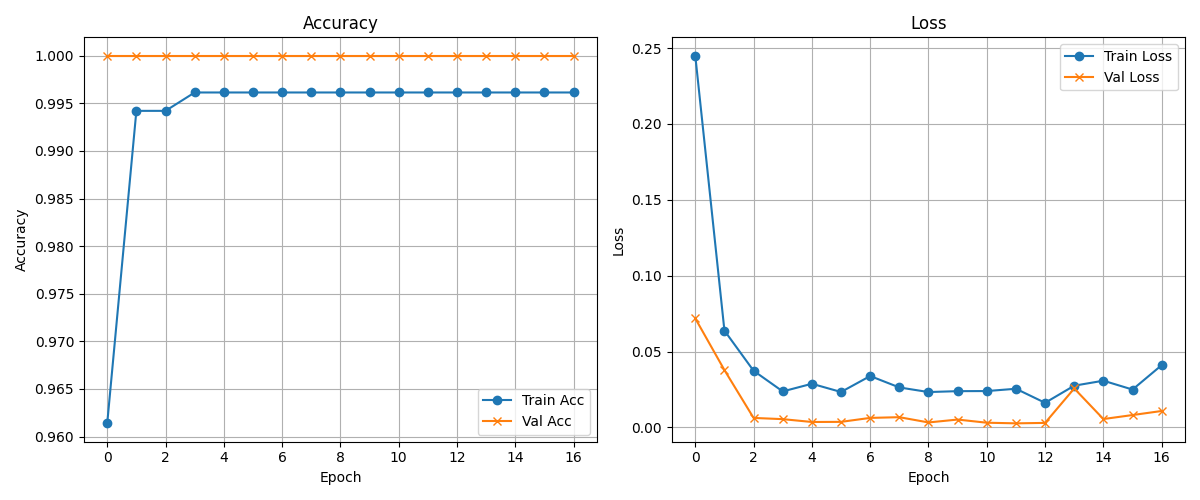 Accuracy
1.000
0.995
0.990
0.985
0.980
0.975
0.970
0.965
0.960
Accuracy
0 2 4 6 8 10 12 14 16
Epoch
Train Acc
Val Acc
Loss
0.25
0.20
0.15
0.10
0.05
0.00
Loss
0 2 4 6 8 10 12 14 16
Epoch
Train Loss
Val Loss